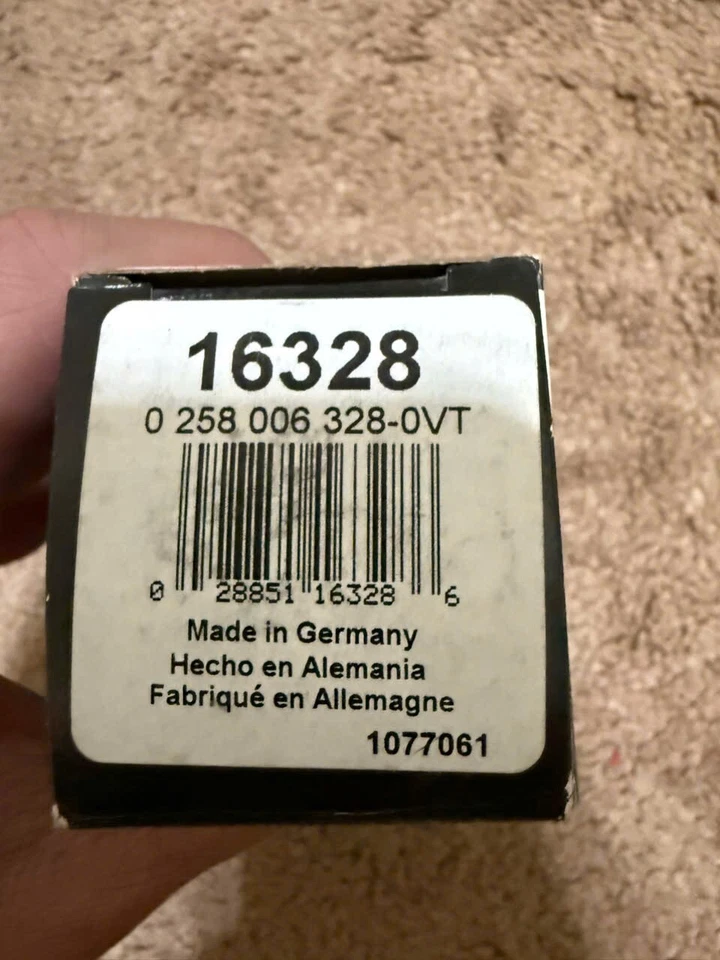 16328
0 258 006 328-0VT
0 28851 16328 6
Made in Germany
Hecho en Alemania
Fabriqué en Allemagne
1077061